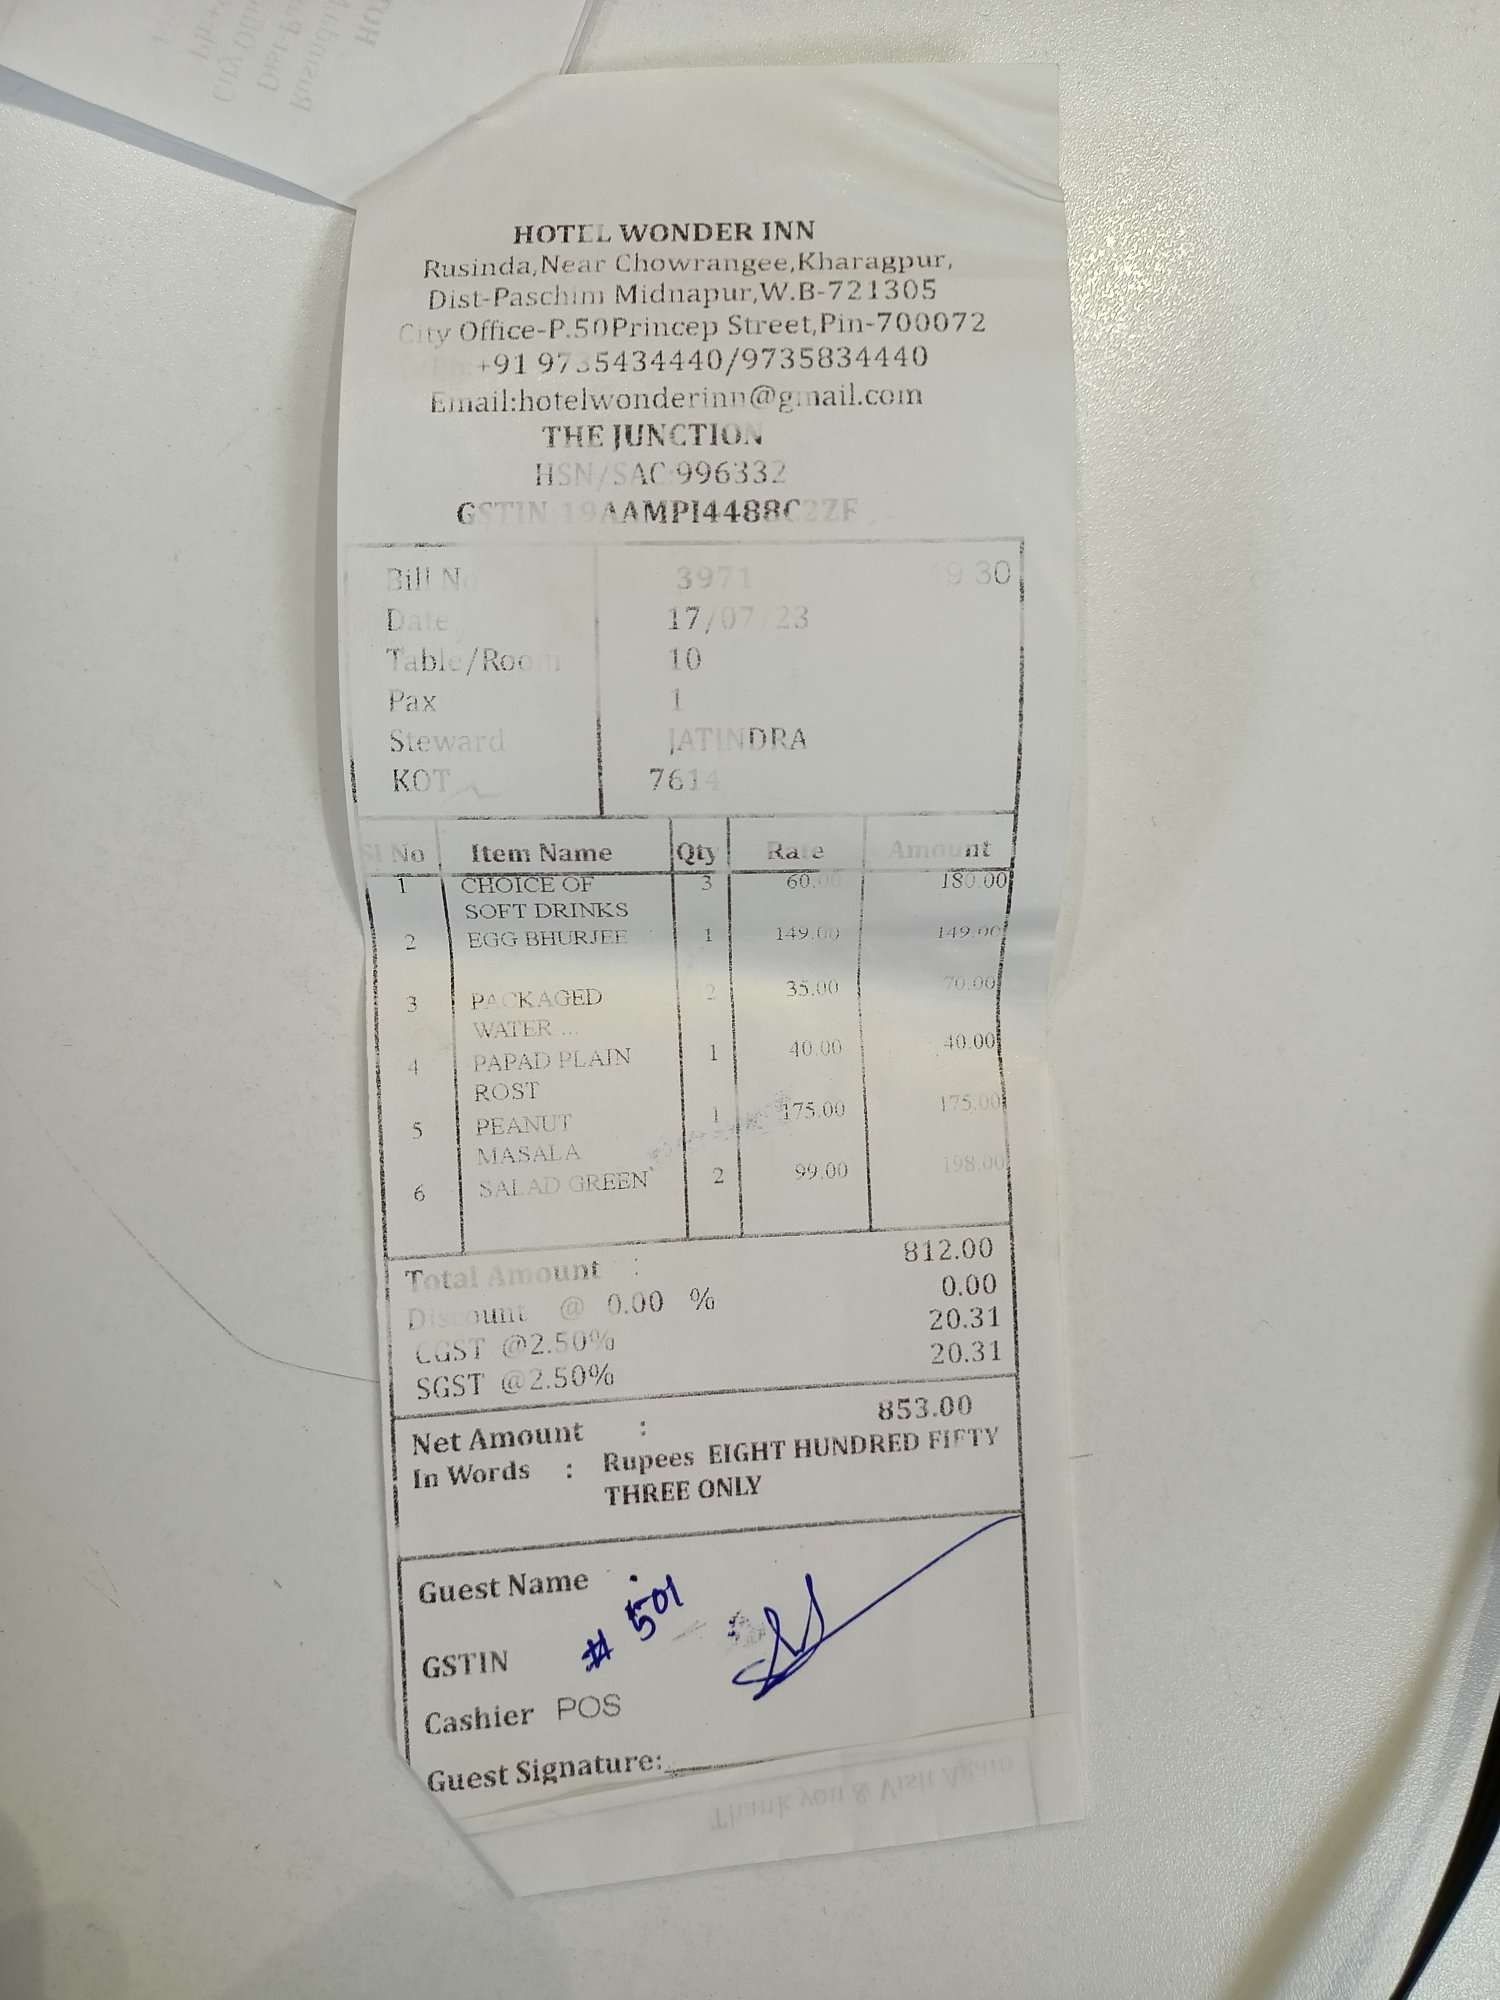 HOTEL WONDER INN
Rusinda,Near Chowrangee,Kharagpur,
Dist-Paschim Midnapur,W.B-721305
City Office-P.50Princep Street,Pin-700072
+91 9735434440/9735834440
Email:hotelwonderinn@gmail.com
THE JUNCTION
HSN/SAC:996332
GSTIN 19AAMPI4488C2ZF
Bill No 3971 19:30
Date 17/07/23
Table/Room 10
Pax 1
Steward JATINDRA
KOT 7614
Sl No Item Name Qty Rate Amount
1 CHOICE OF 3 60.00 180.00
SOFT DRINKS
2 EGG BHURJEE 1 149.00 149.00
3 PACKAGED 2 35.00 70.00
WATER ...
4 PAPAD PLAIN 1 40.00 40.00
ROST
5 PEANUT 1 175.00 175.00
MASALA
6 SALAD GREEN 2 99.00 198.00
Total Amount : 812.00
Discount @ 0.00 % 0.00
CGST @2.50% 20.31
SGST @2.50% 20.31
Net Amount : 853.00
In Words : Rupees EIGHT HUNDRED FIFTY
THREE ONLY
Guest Name :
# 501
GSTIN
Cashier POS
Guest Signature:
Thank you & Visit Again